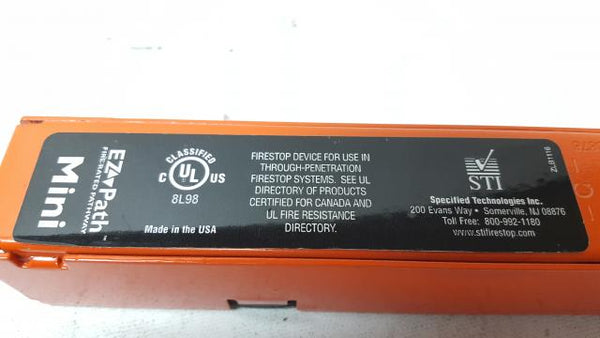 EZ Path™
FIRE-RATED PATHWAY
Mini
CLASSIFIED
C UL US
®
8L98
Made in the USA
FIRESTOP DEVICE FOR USE IN
THROUGH-PENETRATION
FIRESTOP SYSTEMS. SEE UL
DIRECTORY OF PRODUCTS
CERTIFIED FOR CANADA AND
UL FIRE RESISTANCE
DIRECTORY.
STI
Specified Technologies Inc.
200 Evans Way • Somerville, NJ 08876
Toll Free: 800-992-1180
www.stifirestop.com
ZLB1116